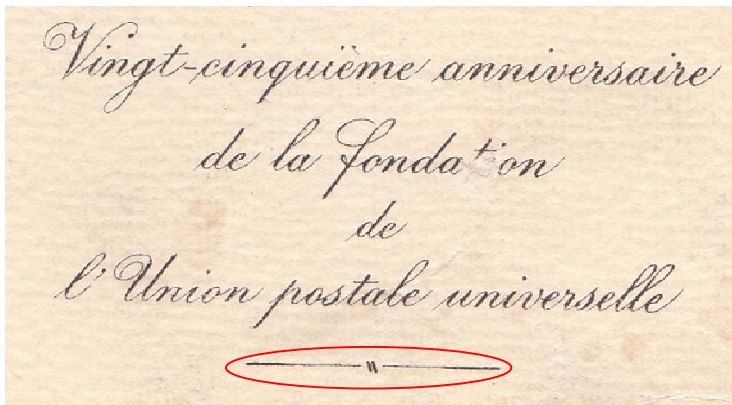 Vingt-cinquième anniversaire
de la fondation
de
l'Union postale universelle